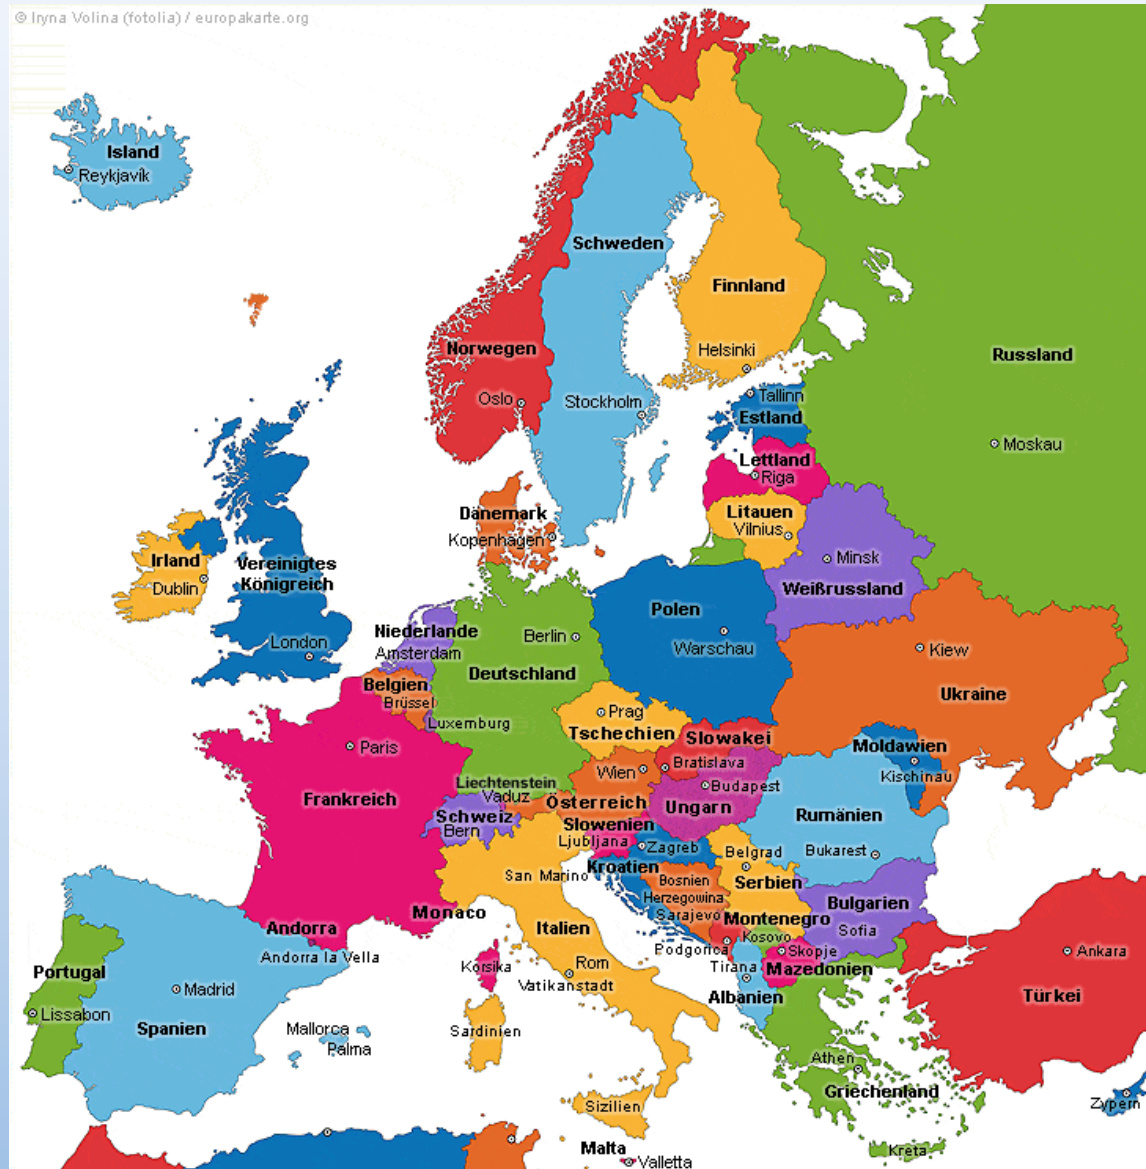 © Iryna Volina (fotolia) / europakarte.org
Island
Reykjavík
Schweden
Finnland
Norwegen
Helsinki
Russland
Oslo
Stockholm
Tallinn
Estland
Moskau
Lettland
Riga
Dänemark
Kopenhagen
Litauen
Vilnius
Irland
Dublin
Vereinigtes
Königreich
London
Minsk
Weißrussland
Polen
Warschau
Niederlande
Amsterdam
Berlin
Deutschland
Kiew
Ukraine
Belgien
Brüssel
Luxemburg
Prag
Tschechien
Paris
Slowakei
Bratislava
Moldawien
Kischinau
Frankreich
Liechtenstein
Vaduz
Wien
Österreich
Budapest
Ungarn
Schweiz
Bern
Slowenien
Ljubljana
Zagreb
Kroatien
Rumänien
Bukarest
Belgrad
Serbien
San Marino
Bosnien
Herzegowina
Sarajevo
Monaco
Montenegro
Kosovo
Podgorica
Bulgarien
Sofia
Andorra
Andorra la Vella
Italien
Korsika
Rom
Vatikanstadt
Skopje
Mazedonien
Tirana
Albanien
Ankara
Türkei
Portugal
Lissabon
Madrid
Spanien
Mallorca
Palma
Sardinien
Athen
Griechenland
Sizilien
Zypern
Malta
Valletta
Kreta